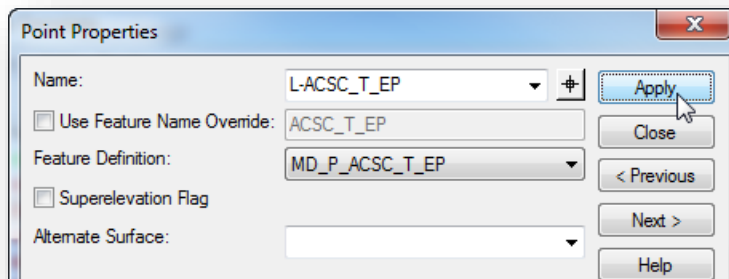 Point Properties
Name: L-ACSC_T_EP Apply
Use Feature Name Override: ACSC_T_EP Close
Feature Definition: MD_P_ACSC_T_EP < Previous
Superelevation Flag
Next >
Alternate Surface:
Help